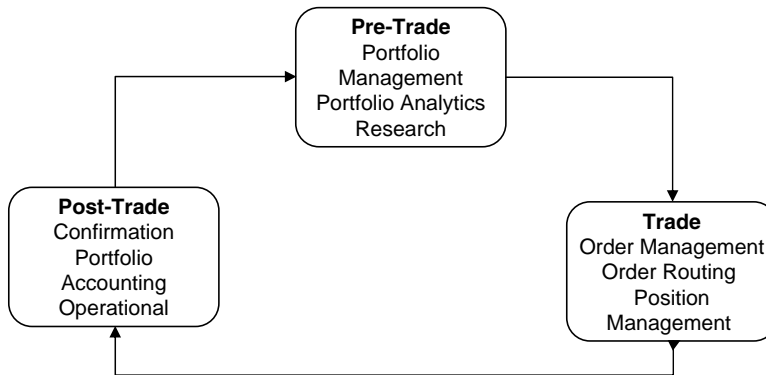 Pre-Trade
Portfolio
Management
Portfolio Analytics
Research
Post-Trade
Confirmation
Portfolio
Accounting
Operational
Trade
Order Management
Order Routing
Position
Management